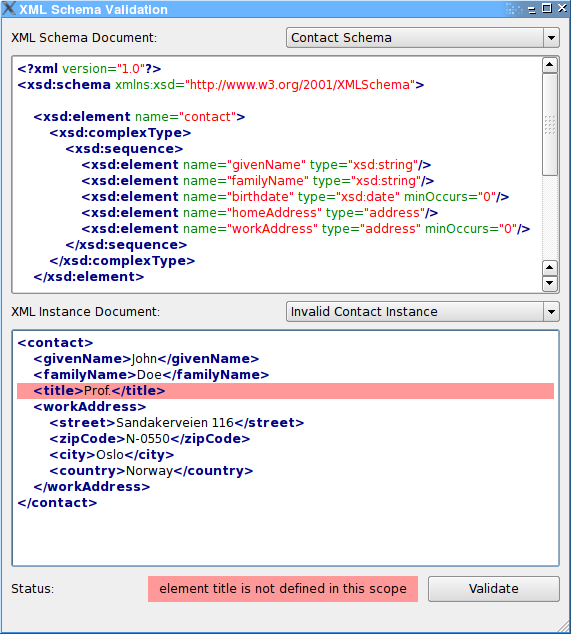 XML Schema Validation
XML Schema Document: Contact Schema
<?xml version="1.0"?>
<xsd:schema xmlns:xsd="http://www.w3.org/2001/XMLSchema">
<xsd:element name="contact">
<xsd:complexType>
<xsd:sequence>
<xsd:element name="givenName" type="xsd:string"/>
<xsd:element name="familyName" type="xsd:string"/>
<xsd:element name="birthdate" type="xsd:date" minOccurs="0"/>
<xsd:element name="homeAddress" type="address"/>
<xsd:element name="workAddress" type="address" minOccurs="0"/>
</xsd:sequence>
</xsd:complexType>
</xsd:element>
XML Instance Document: Invalid Contact Instance
<contact>
<givenName>John</givenName>
<familyName>Doe</familyName>
<title>Prof.</title>
<workAddress>
<street>Sandakerveien 116</street>
<zipCode>N-0550</zipCode>
<city>Oslo</city>
<country>Norway</country>
</workAddress>
</contact>
Status: element title is not defined in this scope Validate